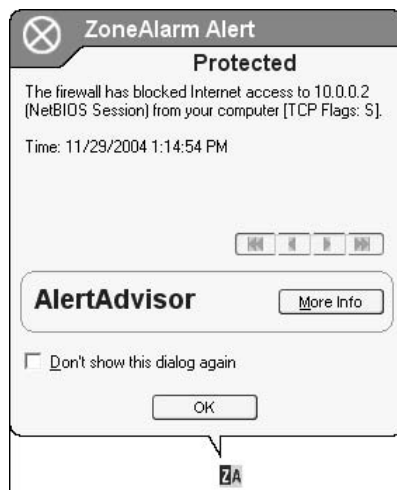 ZoneAlarm Alert
Protected
The firewall has blocked Internet access to 10.0.0.2
(NetBIOS Session) from your computer [TCP Flags: S].
Time: 11/29/2004 1:14:54 PM
AlertAdvisor
More Info
Don't show this dialog again
OK
ZA